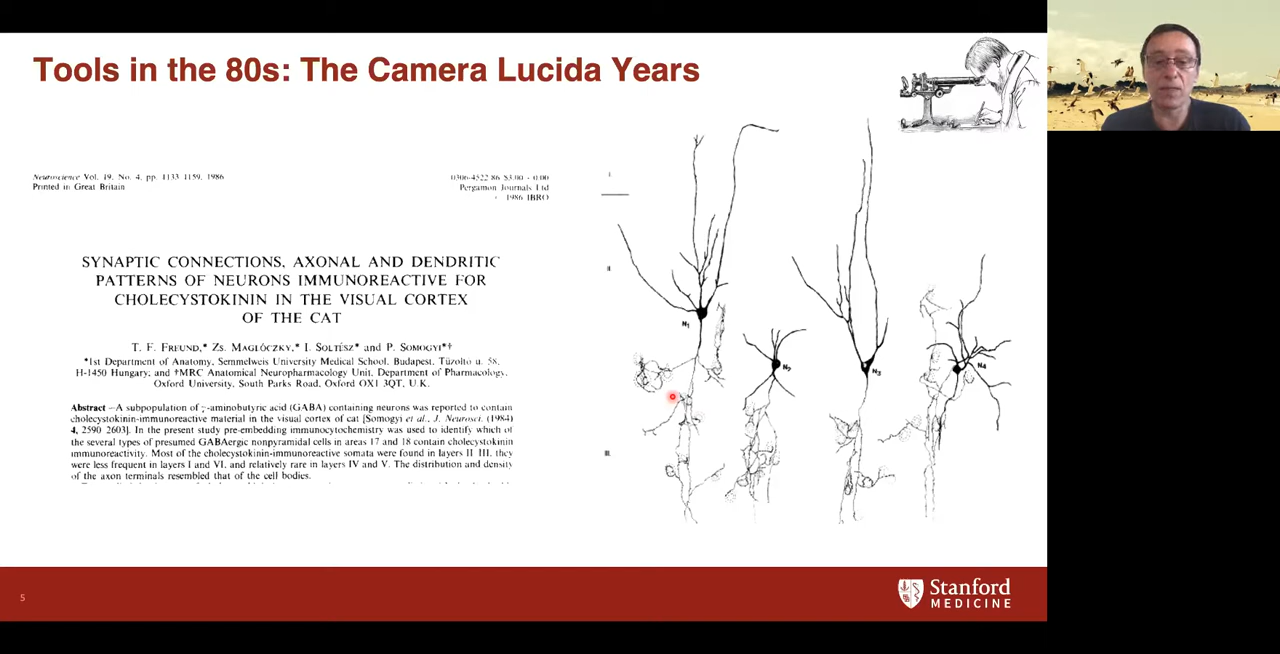 Tools in the 80s: The Camera Lucida Years
Neuroscience Vol. 19, No. 4, pp. 1133 1159, 1986
Printed in Great Britain
0306-4522 86 $3.00 + 0.00
Pergamon Journals Ltd
1986 IBRO
SYNAPTIC CONNECTIONS, AXONAL AND DENDRITIC
PATTERNS OF NEURONS IMMUNOREACTIVE FOR
CHOLECYSTOKININ IN THE VISUAL CORTEX
OF THE CAT
T. F. FREUND,* Zs. MAGLÓCZKY,* I. SOLTÉSZ* and P. SOMOGYI*†
*1st Department of Anatomy, Semmelweis University Medical School, Budapest, Tüzoltó u. 58,
H-1450 Hungary; and †MRC Anatomical Neuropharmacology Unit, Department of Pharmacology,
Oxford University, South Parks Road, Oxford OX1 3QT, U.K.
Abstract—A subpopulation of γ-aminobutyric acid (GABA) containing neurons was reported to contain
cholecystokinin-immunoreactive material in the visual cortex of cat [Somogyi et al., J. Neurosci. (1984)
4, 2590 2603]. In the present study pre-embedding immunocytochemistry was used to identify which of
the several types of presumed GABAergic nonpyramidal cells in areas 17 and 18 contain cholecystokinin
immunoreactivity. Most of the cholecystokinin-immunoreactive somata were found in layers II III, they
were less frequent in layers I and VI, and relatively rare in layers IV and V. The distribution and density
of the axon terminals resembled that of the cell bodies.
I
II
III
N1
N2
N3
N4
5
Stanford
MEDICINE